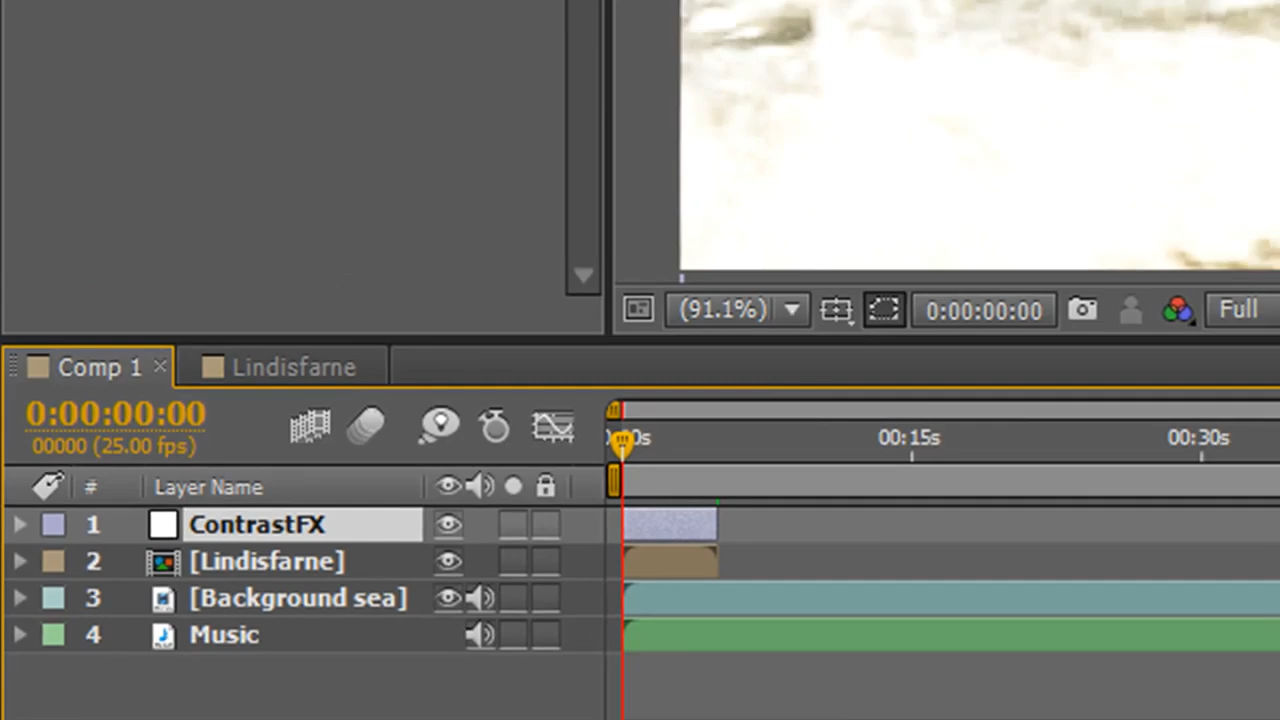 (91.1%)
0:00:00:00
Full
Comp 1
Lindisfarne
0:00:00:00
00000 (25.00 fps)
00:15s
00:30s
#
Layer Name
1
ContrastFX
2
[Lindisfarne]
3
[Background sea]
4
Music